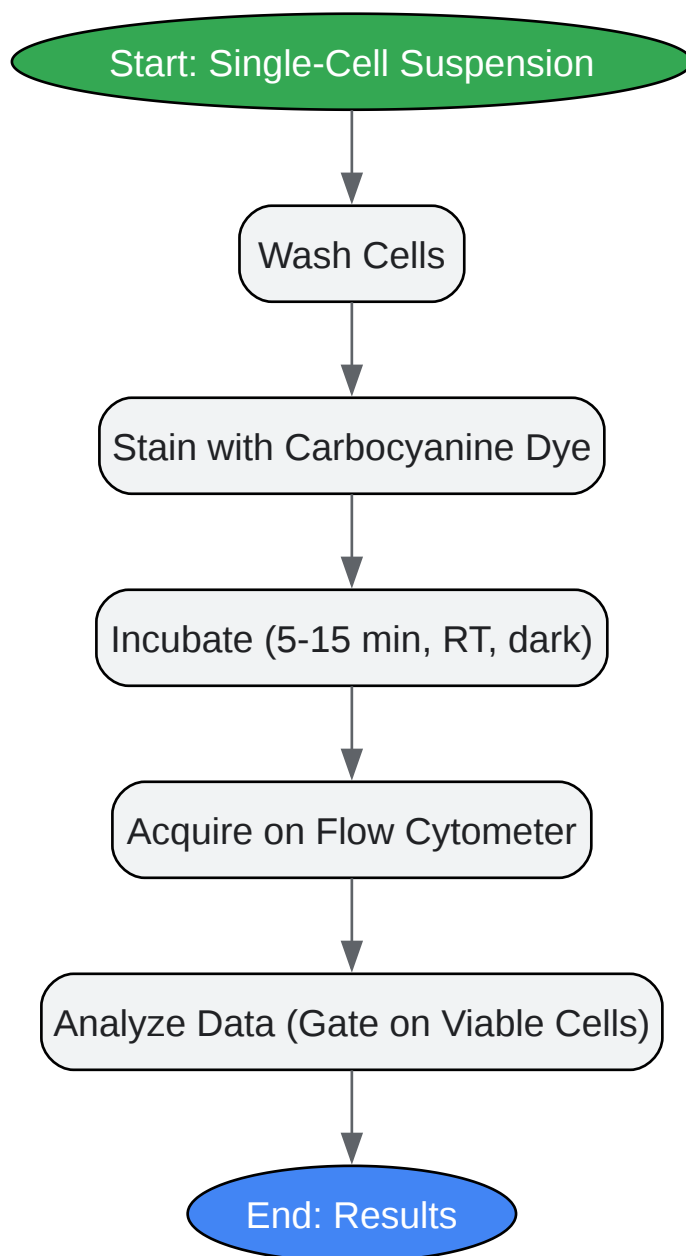 Start: Single-Cell Suspension
Wash Cells
Stain with Carbocyanine Dye
Incubate (5-15 min, RT, dark)
Acquire on Flow Cytometer
Analyze Data (Gate on Viable Cells)
End: Results